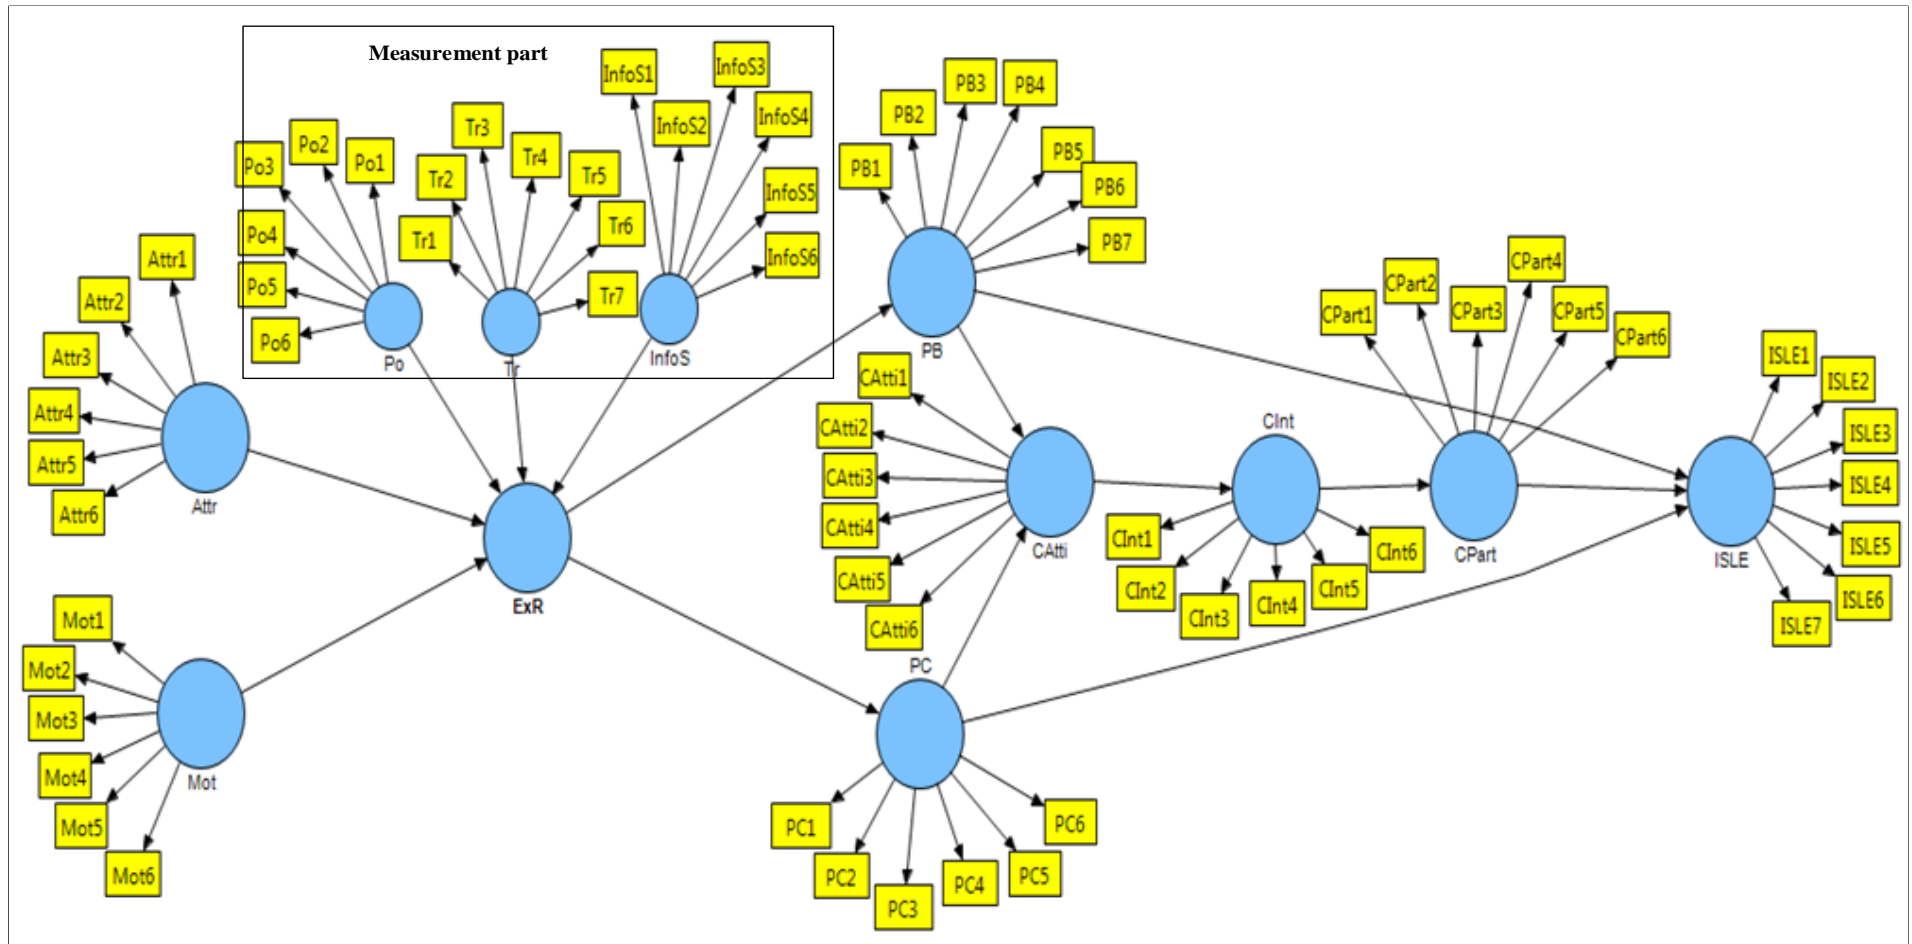 Measurement part
InfoS1
InfoS3
InfoS2
InfoS4
InfoS5
InfoS6
InfoS
Tr3
Tr4
Tr2
Tr5
Tr1
Tr6
Tr7
Tr
Po2
Po1
Po3
Po4
Po5
Po6
Po
Attr1
Attr2
Attr3
Attr4
Attr5
Attr6
Attr
Mot1
Mot2
Mot3
Mot4
Mot5
Mot6
Mot
ExR
PB1
PB2
PB3
PB4
PB5
PB6
PB7
PB
CAtti1
CAtti2
CAtti3
CAtti4
CAtti5
CAtti6
CAtti
PC
PC1
PC2
PC3
PC4
PC5
PC6
CInt
CInt1
CInt2
CInt3
CInt4
CInt5
CInt6
CPart1
CPart2
CPart3
CPart4
CPart5
CPart6
CPart
ISLE1
ISLE2
ISLE3
ISLE4
ISLE5
ISLE6
ISLE7
ISLE